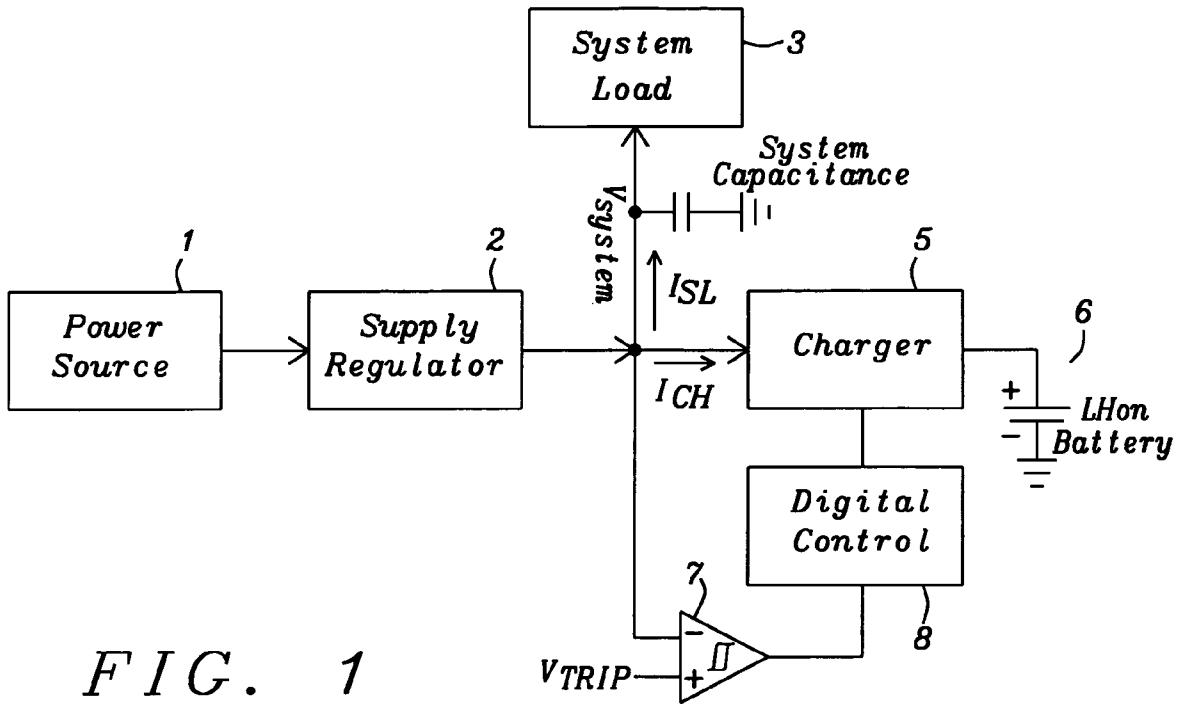 System
Load
3
System
Capacitance
Vsystem
1
2
5
6
ISL
Power
Source
Supply
Regulator
Charger
ICH
+
-
LHon
Battery
Digital
Control
7
8
-
+
VTRIP
FIG. 1